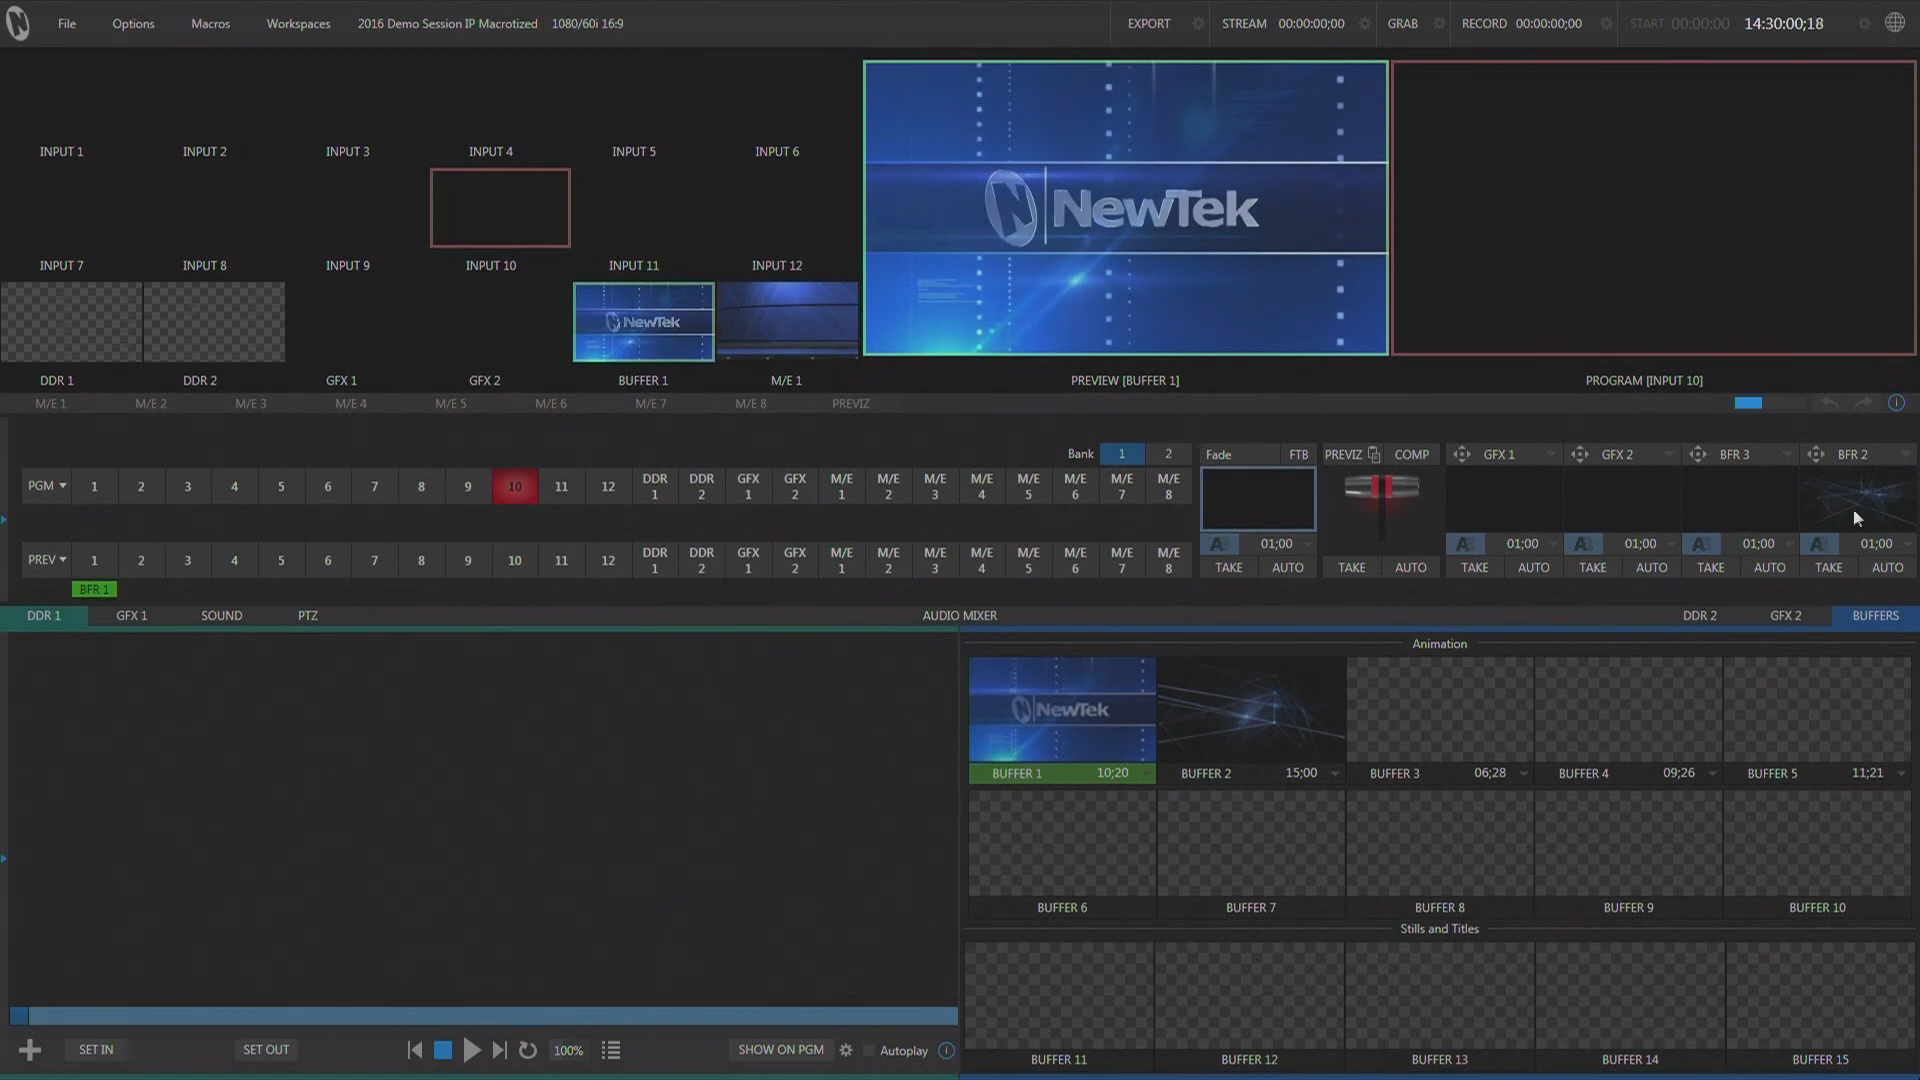 File Options Macros Workspaces 2016 Demo Session IP Macrotized 1080/60i 16:9 EXPORT STREAM 00:00:00;00 GRAB RECORD 00:00:00;00 START 00:00:00 14:30:00;18
INPUT 1 INPUT 2 INPUT 3 INPUT 4 INPUT 5 INPUT 6
NewTek
INPUT 7 INPUT 8 INPUT 9 INPUT 10 INPUT 11 INPUT 12
NewTek
DDR 1 DDR 2 GFX 1 GFX 2 BUFFER 1 M/E 1 PREVIEW [BUFFER 1] PROGRAM [INPUT 10]
M/E 1 M/E 2 M/E 3 M/E 4 M/E 5 M/E 6 M/E 7 M/E 8 PREVIZ
Bank 1 2 Fade FTB PREVIZ COMP GFX 1 GFX 2 BFR 3 BFR 2
PGM 1 2 3 4 5 6 7 8 9 10 11 12 DDR 1 DDR 2 GFX 1 GFX 2 M/E 1 M/E 2 M/E 3 M/E 4 M/E 5 M/E 6 M/E 7 M/E 8
AB 01;00 AB 01;00 AB 01;00 AB 01;00 AB 01;00
PREV 1 2 3 4 5 6 7 8 9 10 11 12 DDR 1 DDR 2 GFX 1 GFX 2 M/E 1 M/E 2 M/E 3 M/E 4 M/E 5 M/E 6 M/E 7 M/E 8
TAKE AUTO TAKE AUTO TAKE AUTO TAKE AUTO TAKE AUTO TAKE AUTO
BFR 1
DDR 1 GFX 1 SOUND PTZ AUDIO MIXER DDR 2 GFX 2 BUFFERS
Animation
NewTek
BUFFER 1 10;20 BUFFER 2 15;00 BUFFER 3 06;28 BUFFER 4 09;26 BUFFER 5 11;21
BUFFER 6 BUFFER 7 BUFFER 8 BUFFER 9 BUFFER 10
Stills and Titles
SET IN SET OUT 100% SHOW ON PGM Autoplay
BUFFER 11 BUFFER 12 BUFFER 13 BUFFER 14 BUFFER 15